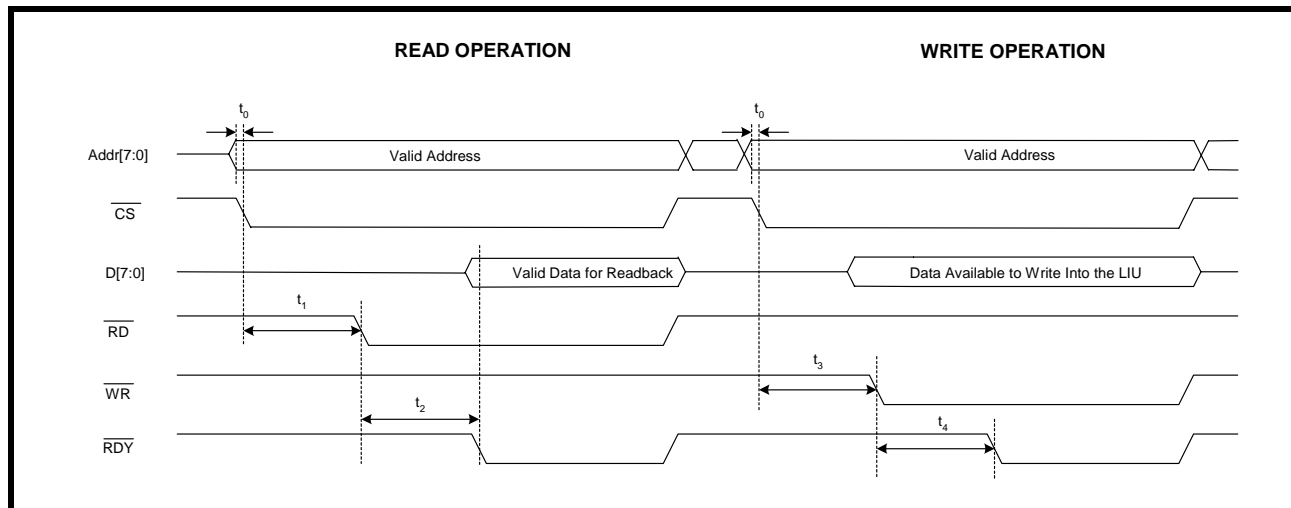 READ OPERATION WRITE OPERATION
t0 t0
Addr[7:0] Valid Address Valid Address
CS
D[7:0] Valid Data for Readback Data Available to Write Into the LIU
t1
RD
t3
WR
t2 t4
RDY